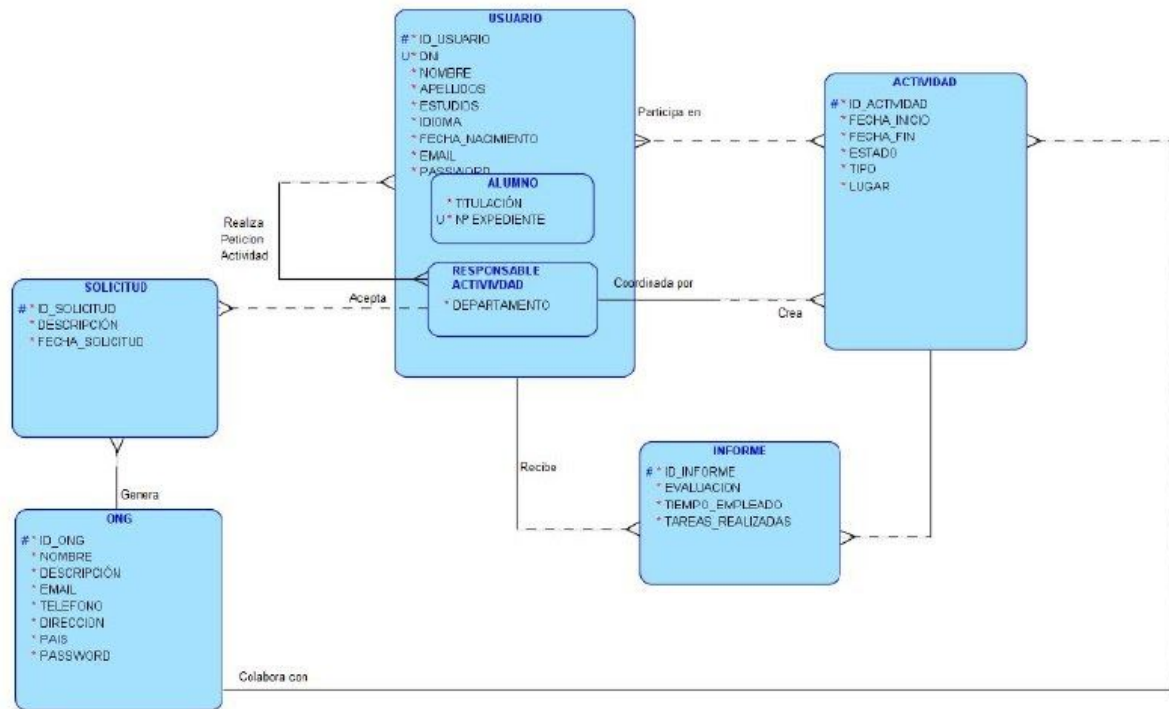 USUARIO
# * ID_USUARIO
U * DNI
* NOMBRE
* APELLIDOS
* ESTUDIOS
* IDIOMA
* FECHA_NACIMIENTO
* EMAIL
* PASSWORD
ALUMNO
* TITULACIÓN
U * Nº EXPEDIENTE
RESPONSABLE
ACTIVIVDAD
* DEPARTAMENTO
Participa en
ACTIVIDAD
# * ID_ACTIVIDAD
* FECHA_INICIO
* FECHA_FIN
* ESTADO
* TIPO
* LUGAR
Realiza
Peticion
Actividad
Acepta
Coordinada por
Crea
SOLICITUD
# * ID_SOLICITUD
* DESCRIPCIÓN
* FECHA_SOLICITUD
Genera
Recibe
INFORME
# * ID_INFORME
* EVALUACION
* TIEMPO_EMPLEADO
* TAREAS_REALIZADAS
ONG
# * ID_ONG
* NOMBRE
* DESCRIPCIÓN
* EMAIL
* TELEFONO
* DIRECCION
* PAIS
* PASSWORD
Colabora con